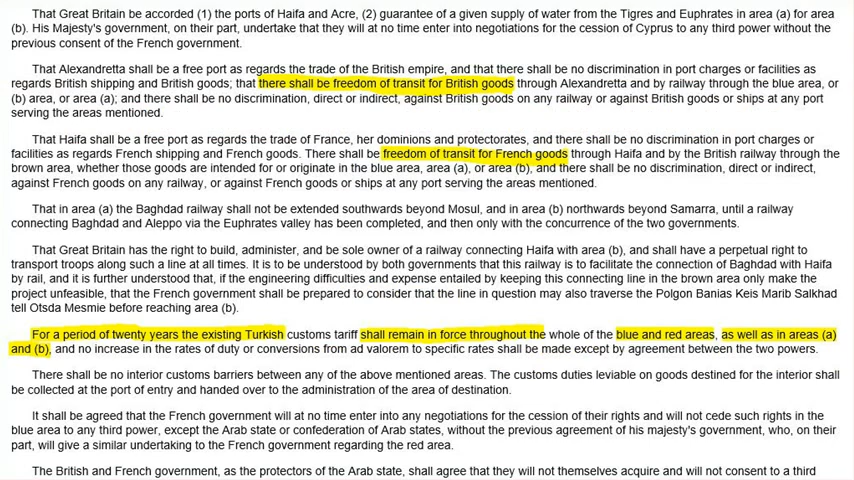 That Great Britain be accorded (1) the ports of Haifa and Acre, (2) guarantee of a given supply of water from the Tigres and Euphrates in area (a) for area
(b). His Majesty's government, on their part, undertake that they will at no time enter into negotiations for the cession of Cyprus to any third power without the
previous consent of the French government.
That Alexandretta shall be a free port as regards the trade of the British empire, and that there shall be no discrimination in port charges or facilities as
regards British shipping and British goods; that there shall be freedom of transit for British goods through Alexandretta and by railway through the blue area, or
(b) area, or area (a); and there shall be no discrimination, direct or indirect, against British goods on any railway or against British goods or ships at any port
serving the areas mentioned.
That Haifa shall be a free port as regards the trade of France, her dominions and protectorates, and there shall be no discrimination in port charges or
facilities as regards French shipping and French goods. There shall be freedom of transit for French goods through Haifa and by the British railway through the
brown area, whether those goods are intended for or originate in the blue area, area (a), or area (b), and there shall be no discrimination, direct or indirect,
against French goods on any railway, or against French goods or ships at any port serving the areas mentioned.
That in area (a) the Baghdad railway shall not be extended southwards beyond Mosul, and in area (b) northwards beyond Samarra, until a railway
connecting Baghdad and Aleppo via the Euphrates valley has been completed, and then only with the concurrence of the two governments.
That Great Britain has the right to build, administer, and be sole owner of a railway connecting Haifa with area (b), and shall have a perpetual right to
transport troops along such a line at all times. It is to be understood by both governments that this railway is to facilitate the connection of Baghdad with Haifa
by rail, and it is further understood that, if the engineering difficulties and expense entailed by keeping this connecting line in the brown area only make the
project unfeasible, that the French government shall be prepared to consider that the line in question may also traverse the Polgon Banias Keis Marib Salkhad
tell Otsda Mesmie before reaching area (b).
For a period of twenty years the existing Turkish customs tariff shall remain in force throughout the whole of the blue and red areas, as well as in areas (a)
and (b), and no increase in the rates of duty or conversions from ad valorem to specific rates shall be made except by agreement between the two powers.
There shall be no interior customs barriers between any of the above mentioned areas. The customs duties leviable on goods destined for the interior shall
be collected at the port of entry and handed over to the administration of the area of destination.
It shall be agreed that the French government will at no time enter into any negotiations for the cession of their rights and will not cede such rights in the
blue area to any third power, except the Arab state or confederation of Arab states, without the previous agreement of his majesty's government, who, on their
part, will give a similar undertaking to the French government regarding the red area.
The British and French government, as the protectors of the Arab state, shall agree that they will not themselves acquire and will not consent to a third